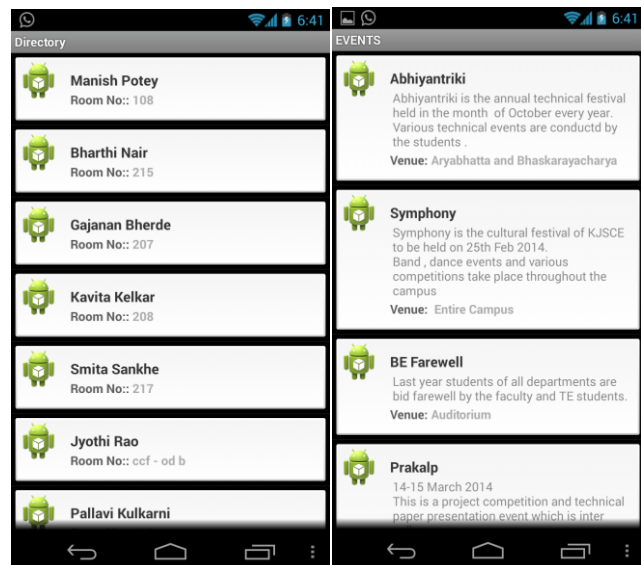 6:41
Directory
Manish Potey
Room No:: 108
Bharthi Nair
Room No:: 215
Gajanan Bherde
Room No:: 207
Kavita Kelkar
Room No:: 208
Smita Sankhe
Room No:: 217
Jyothi Rao
Room No:: ccf - od b
Pallavi Kulkarni
6:41
EVENTS
Abhiyantriki
Abhiyantriki is the annual technical festival
held in the month  of October every year.
Various technical events are conductd by
the students .
Venue: Aryabhatta and Bhaskarayacharya
Symphony
Symphony is the cultural festival of KJSCE
to be held on 25th Feb 2014.
Band , dance events and various
competitions take place throughout the
campus
Venue:  Entire Campus
BE Farewell
Last year students of all departments are
bid farewell by the faculty and TE students.
Venue: Auditorium
Prakalp
14-15 March 2014
This is a project competition and technical
paper presentation event which is inter